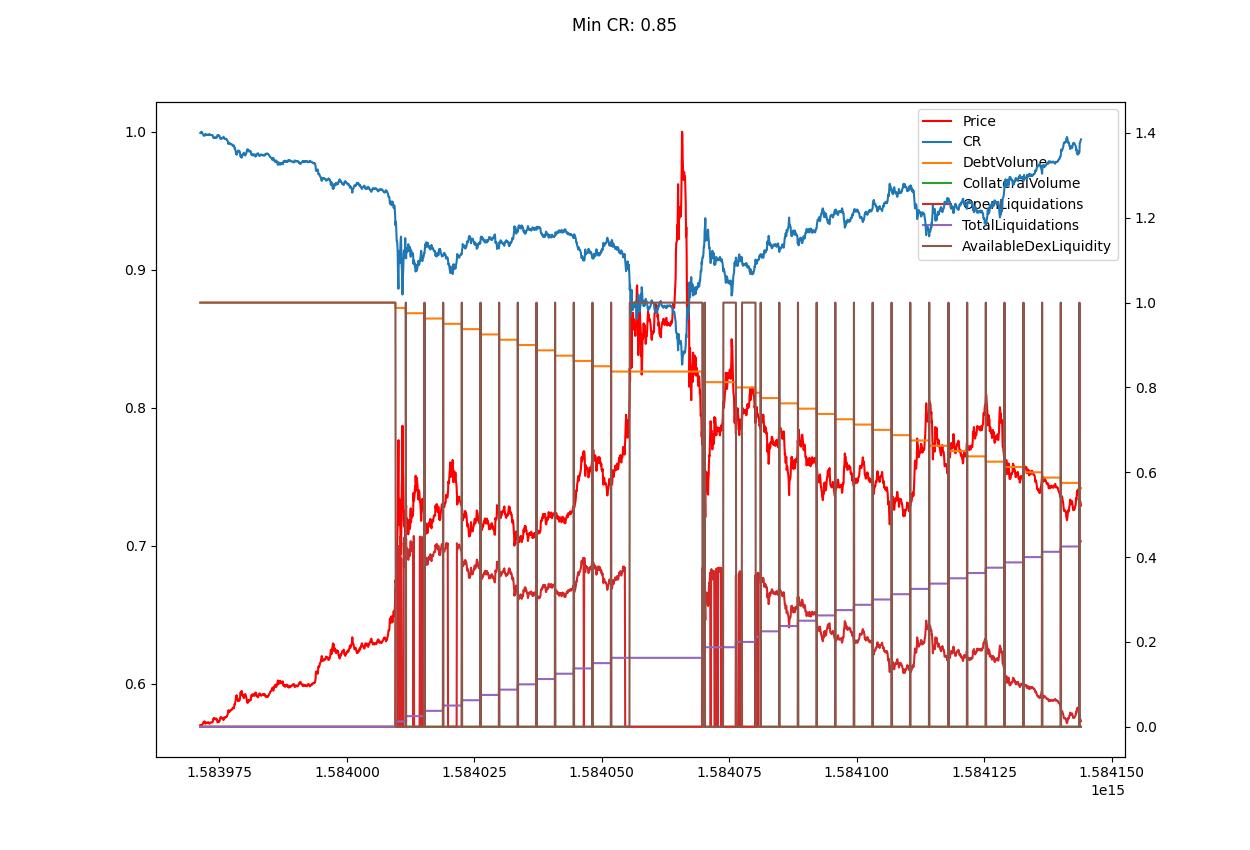 Min CR: 0.85
1.0
0.9
0.8
0.7
0.6
Price
CR
DebtVolume
CollateralVolume
OpenLiquidations
TotalLiquidations
AvailableDexLiquidity
1.4
1.2
1.0
0.8
0.6
0.4
0.2
0.0
1.583975 1.584000 1.584025 1.584050 1.584075 1.584100 1.584125 1.584150
1e15